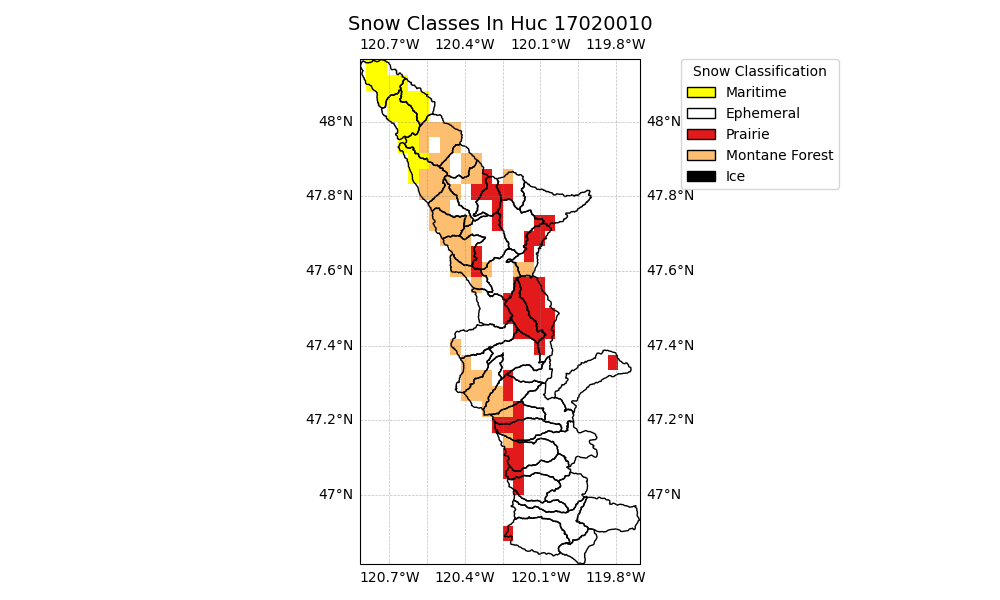 Snow Classes In Huc 17020010
120.7°W 120.4°W 120.1°W 119.8°W
Snow Classification
Maritime
Ephemeral
Prairie
Montane Forest
Ice
48°N 48°N
47.8°N 47.8°N
47.6°N 47.6°N
47.4°N 47.4°N
47.2°N 47.2°N
47°N 47°N
120.7°W 120.4°W 120.1°W 119.8°W